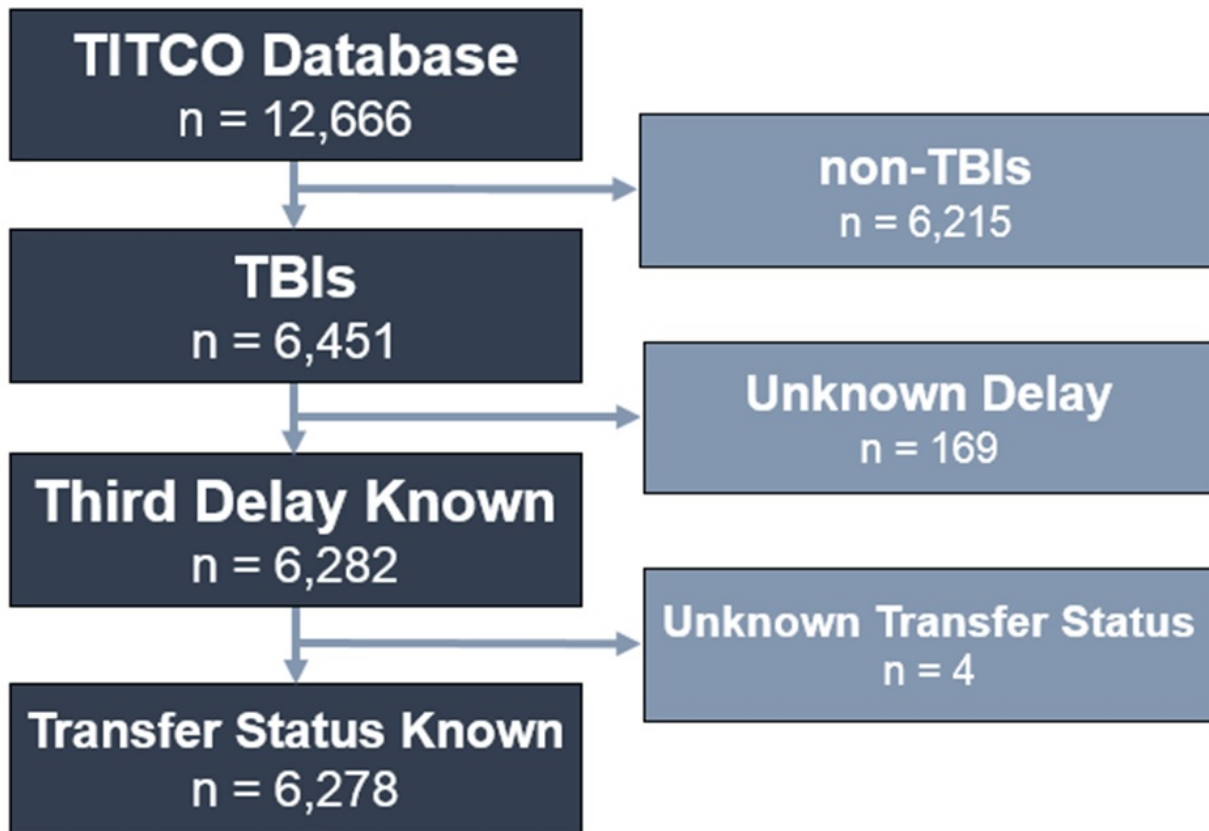 TITCO Database
n = 12,666
non-TBIs
n = 6,215
TBIs
n = 6,451
Unknown Delay
n = 169
Third Delay Known
n = 6,282
Unknown Transfer Status
n = 4
Transfer Status Known
n = 6,278